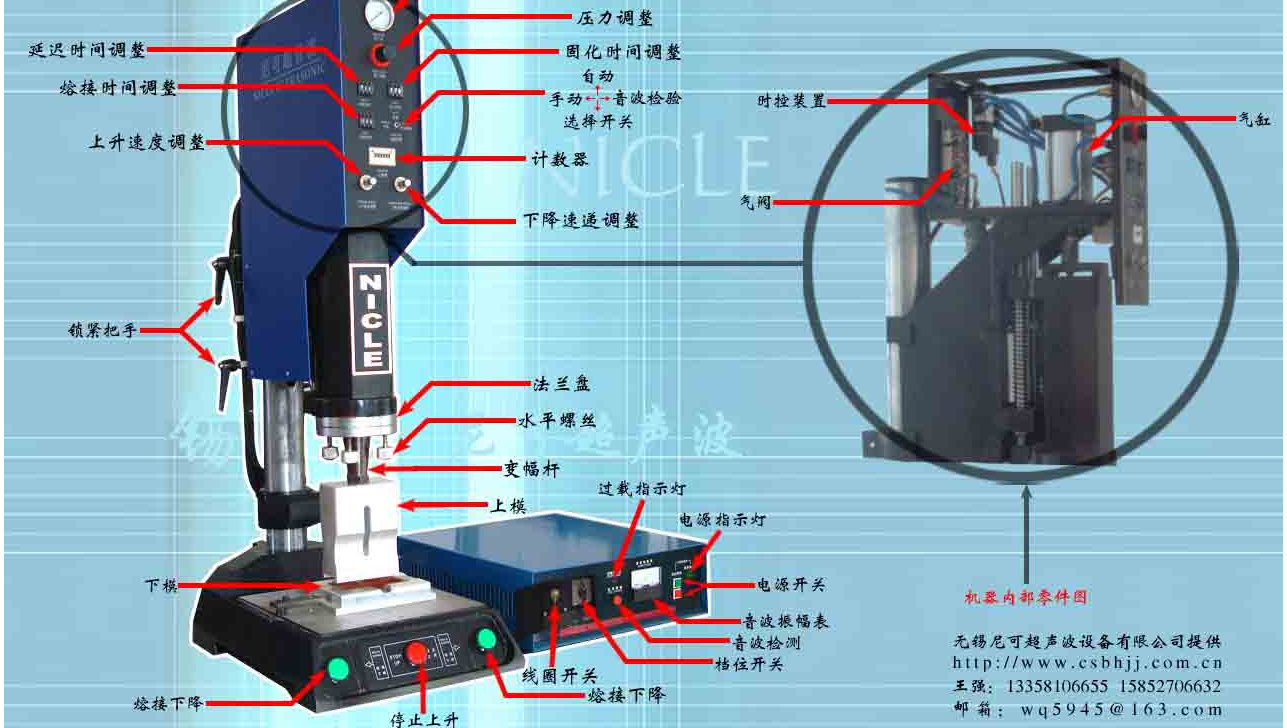 压力调整
延迟时间调整
固化时间调整
自动
熔接时间调整
手动
音波检验
选择开关
上升速度调整
计数器
下降速递调整
NICLE
时控装置
气缸
气阀
NICLE
锁紧把手
法兰盘
水平螺丝
超声波
变幅杆
上模
过载指示灯
电源指示灯
下模
电源开关
音波振幅表
音波检测
档位开关
线圈开关
熔接下降
熔接下降
停止上升
机器内部零件图
无锡尼可超声波设备有限公司提供
http://www.csbhjj.com.cn
王强: 13358106655 15852706632
邮箱: wq5945@163.com